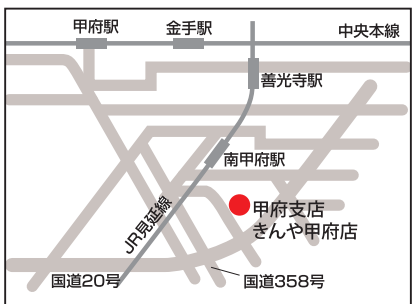 甲府駅
金手駅
中央本線
善光寺駅
南甲府駅
JR見延線
甲府支店
きんや甲府店
国道20号
国道358号